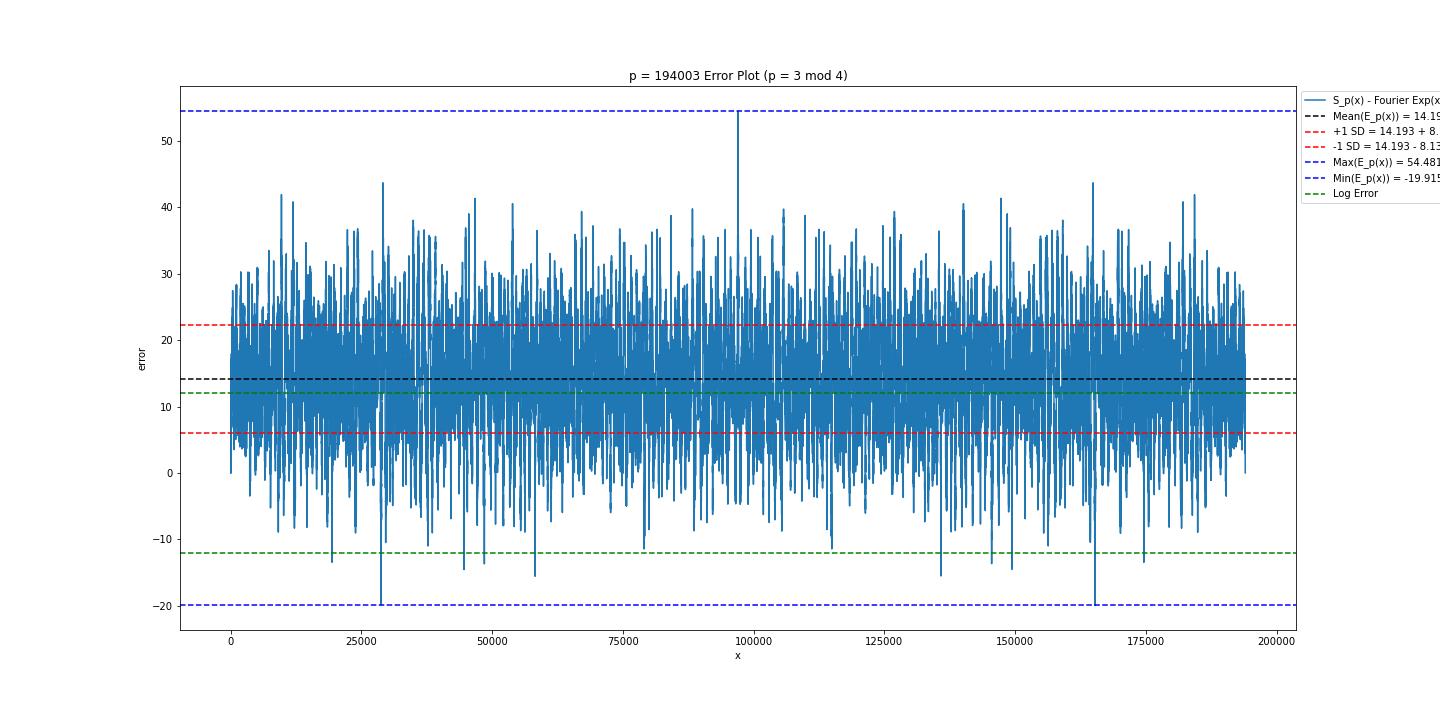 p = 194003 Error Plot (p = 3 mod 4)
S_p(x) - Fourier Exp(x
Mean(E_p(x)) = 14.19
+1 SD = 14.193 + 8.
-1 SD = 14.193 - 8.13
Max(E_p(x)) = 54.481
Min(E_p(x)) = -19.915
Log Error
error
50
40
30
20
10
0
−10
−20
0 25000 50000 75000 100000 125000 150000 175000 200000
x